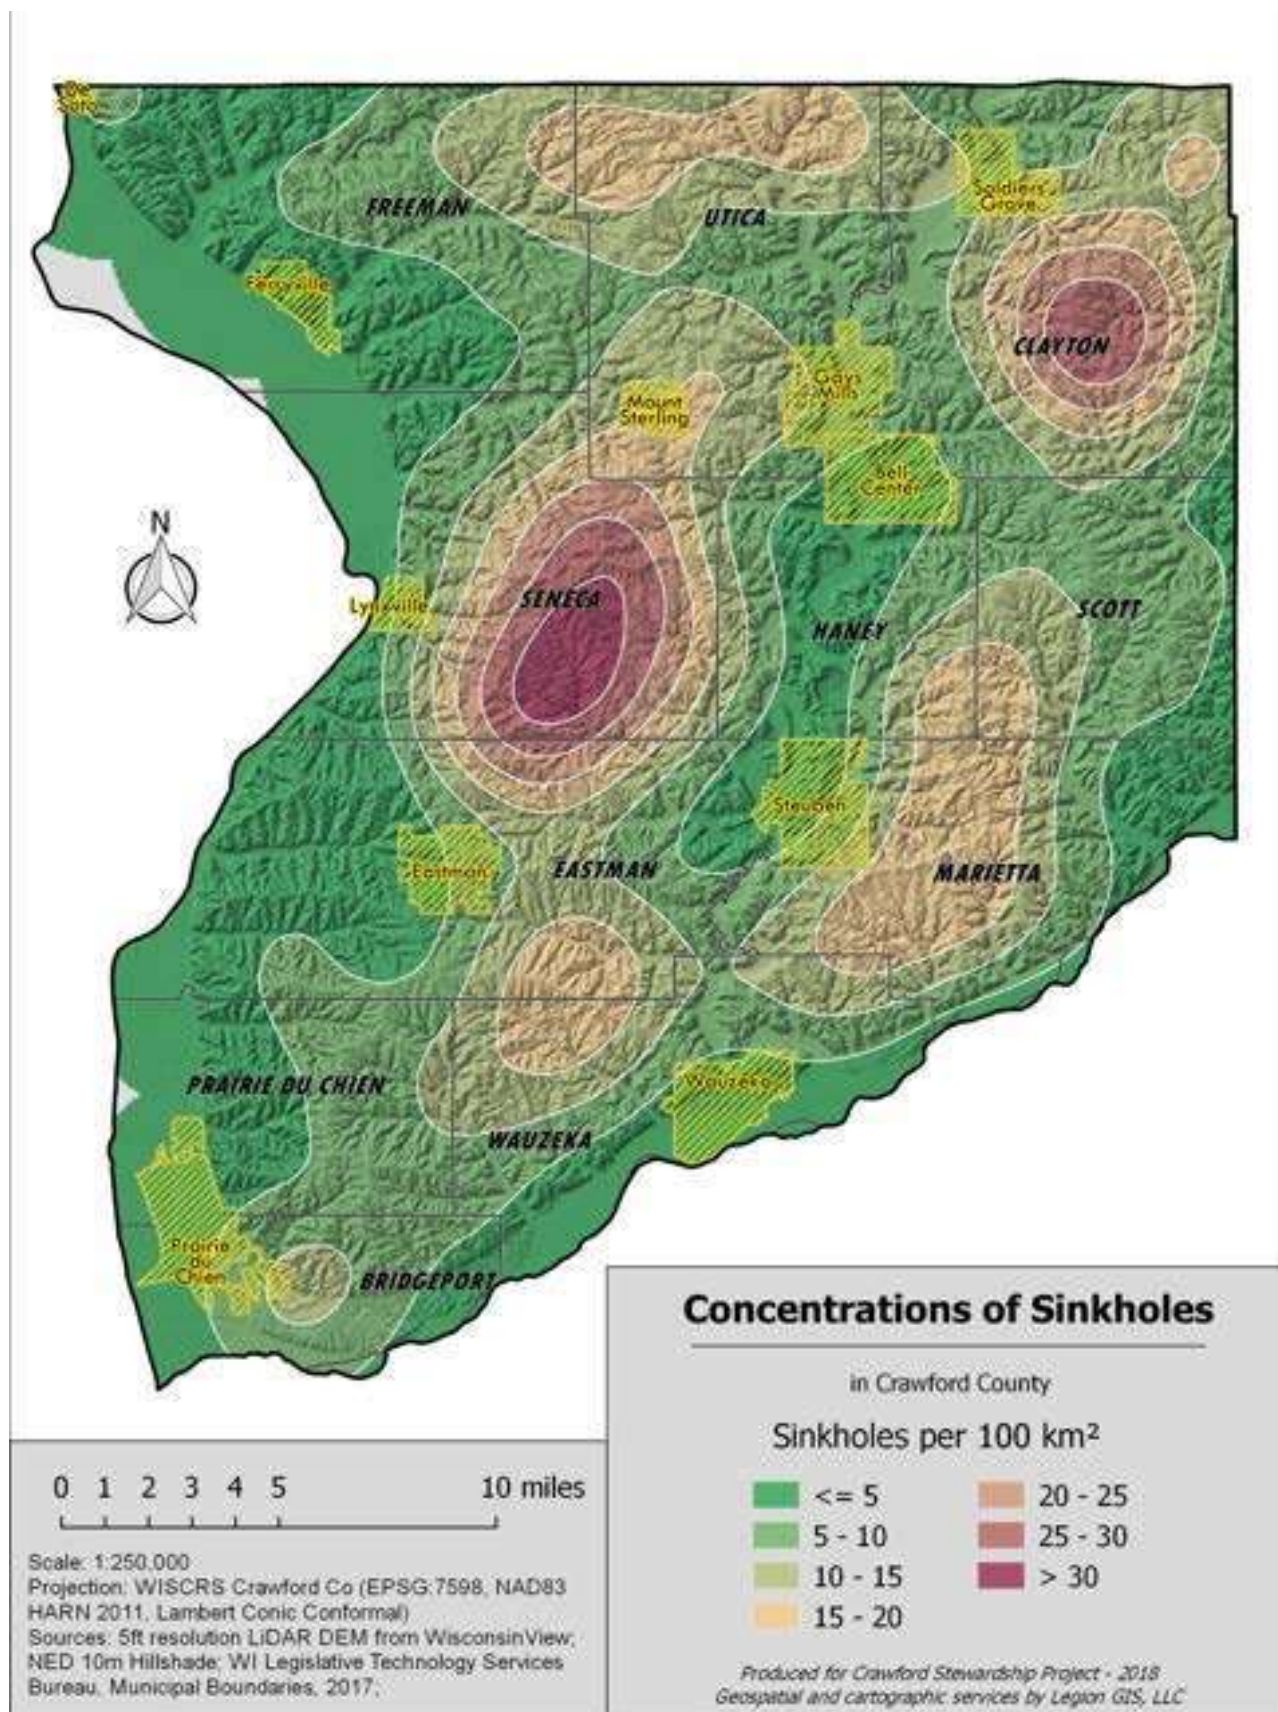 De
Soto
FREEMAN
UTICA
Soldiers
Grove
Ferryville
CLAYTON
Gays
Mills
Mount
Sterling
Bell
Center
N
SENECA
Lynxville
HANEY
SCOTT
Steuben
Eastman
EASTMAN
MARIETTA
PRAIRIE DU CHIEN
Wauzeka
WAUZEKA
Prairie
du
Chien
BRIDGEPORT
Concentrations of Sinkholes
in Crawford County
Sinkholes per 100 km²
<= 5
5 - 10
10 - 15
15 - 20
20 - 25
25 - 30
> 30
Produced for Crawford Stewardship Project - 2018
Geospatial and cartographic services by Legion GIS, LLC
0 1 2 3 4 5 10 miles
Scale: 1:250,000
Projection: WISCRS Crawford Co (EPSG:7598, NAD83
HARN 2011, Lambert Conic Conformal)
Sources: 5ft resolution LiDAR DEM from WisconsinView;
NED 10m Hillshade; WI Legislative Technology Services
Bureau, Municipal Boundaries, 2017;